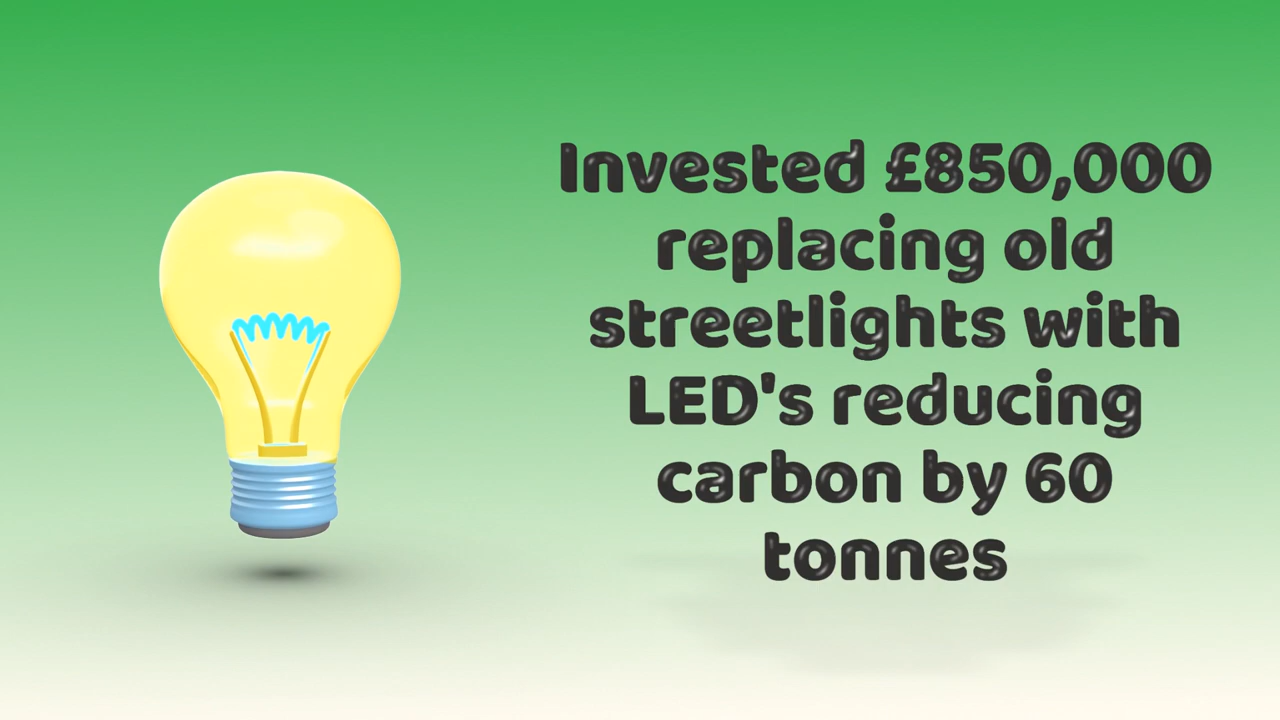 Invested £850,000
replacing old
streetlights with
LED's reducing
carbon by 60
tonnes